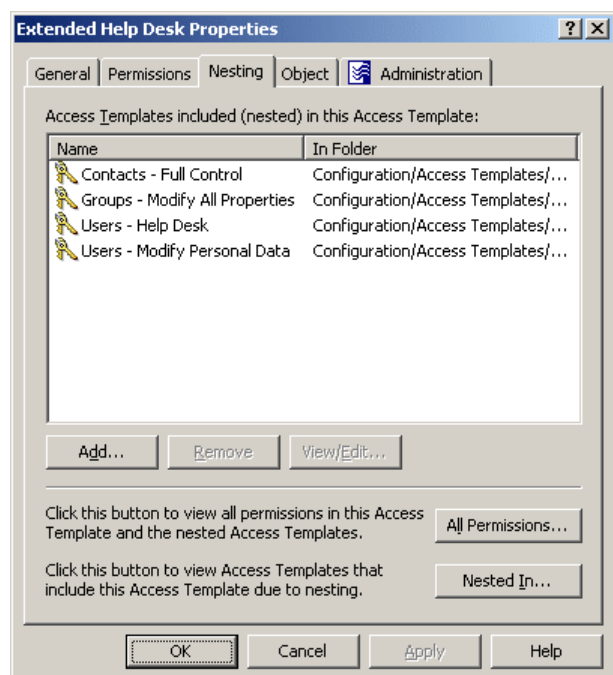 Extended Help Desk Properties
General Permissions Nesting Object Administration
Access Templates included (nested) in this Access Template:
Name In Folder
Contacts - Full Control Configuration/Access Templates/...
Groups - Modify All Properties Configuration/Access Templates/...
Users - Help Desk Configuration/Access Templates/...
Users - Modify Personal Data Configuration/Access Templates/...
Add... Remove View/Edit...
Click this button to view all permissions in this Access
Template and the nested Access Templates.
All Permissions...
Click this button to view Access Templates that
include this Access Template due to nesting.
Nested In...
OK Cancel Apply Help